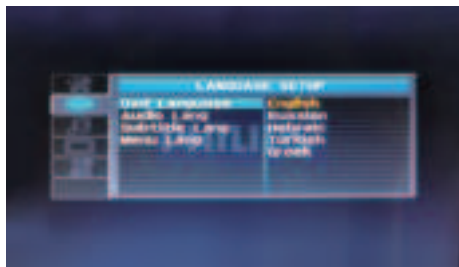 LANGUAGE SETUP
OSD Language English
Audio Lang Russian
Subtitle Lang Hebrew
Menu Lang Turkish
Greek